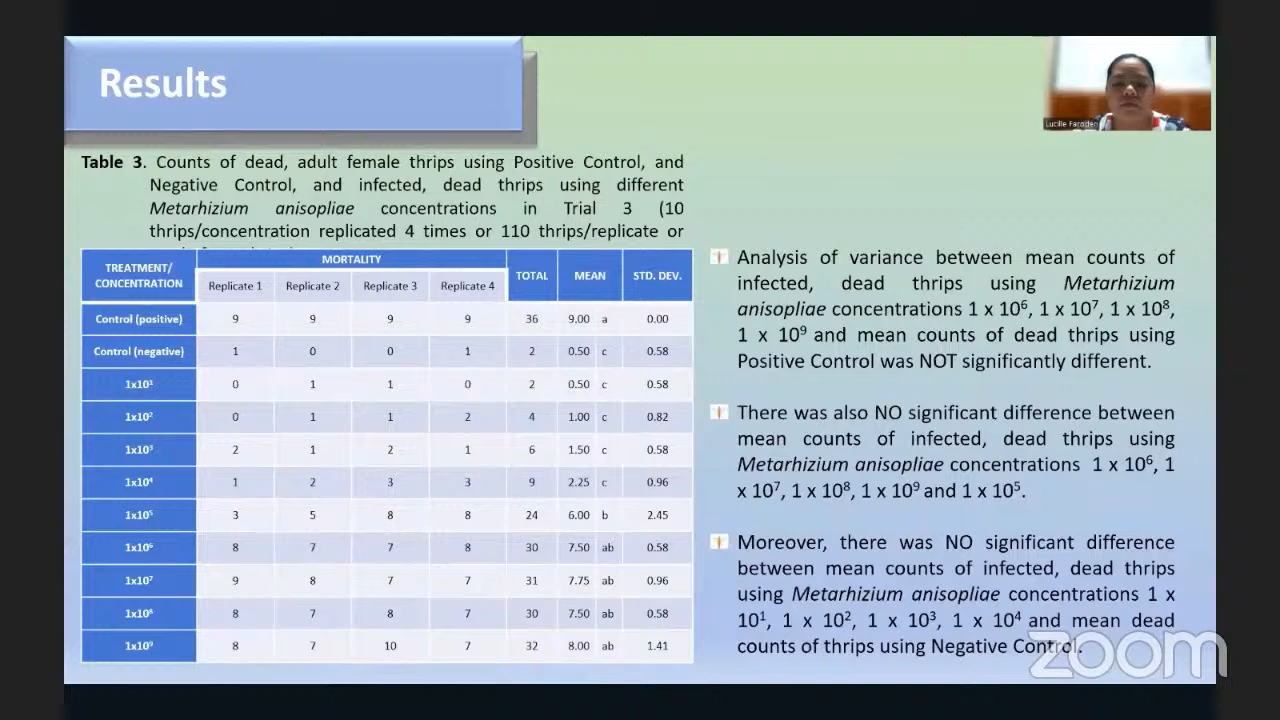 Results
Lucille Fargden
Table 3. Counts of dead, adult female thrips using Positive Control, and
Negative Control, and infected, dead thrips using different
Metarhizium anisopliae concentrations in Trial 3 (10
thrips/concentration replicated 4 times or 110 thrips/replicate or
TREATMENT/ CONCENTRATION MORTALITY TOTAL MEAN STD. DEV.
Replicate 1 Replicate 2 Replicate 3 Replicate 4
Control (positive) 9 9 9 9 36 9.00 a 0.00
Control (negative) 1 0 0 1 2 0.50 c 0.58
1x10¹ 0 1 1 0 2 0.50 c 0.58
1x10² 0 1 1 2 4 1.00 c 0.82
1x10³ 2 1 2 1 6 1.50 c 0.58
1x10⁴ 1 2 3 3 9 2.25 c 0.96
1x10⁵ 3 5 8 8 24 6.00 b 2.45
1x10⁶ 8 7 7 8 30 7.50 ab 0.58
1x10⁷ 9 8 7 7 31 7.75 ab 0.96
1x10⁸ 8 7 8 7 30 7.50 ab 0.58
1x10⁹ 8 7 10 7 32 8.00 ab 1.41
Analysis of variance between mean counts of
infected, dead thrips using Metarhizium
anisopliae concentrations 1 x 10⁶, 1 x 10⁷, 1 x 10⁸,
1 x 10⁹ and mean counts of dead thrips using
Positive Control was NOT significantly different.
There was also NO significant difference between
mean counts of infected, dead thrips using
Metarhizium anisopliae concentrations 1 x 10⁶, 1
x 10⁷, 1 x 10⁸, 1 x 10⁹ and 1 x 10⁵.
Moreover, there was NO significant difference
between mean counts of infected, dead thrips
using Metarhizium anisopliae concentrations 1 x
10¹, 1 x 10², 1 x 10³, 1 x 10⁴ and mean dead
counts of thrips using Negative Control.
zoom